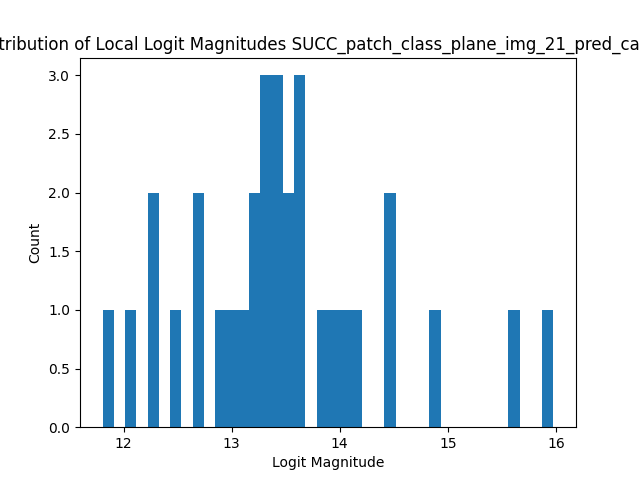 tribution of Local Logit Magnitudes SUCC_patch_class_plane_img_21_pred_ca
3.0
2.5
2.0
1.5
1.0
0.5
0.0
Count
12 13 14 15 16
Logit Magnitude